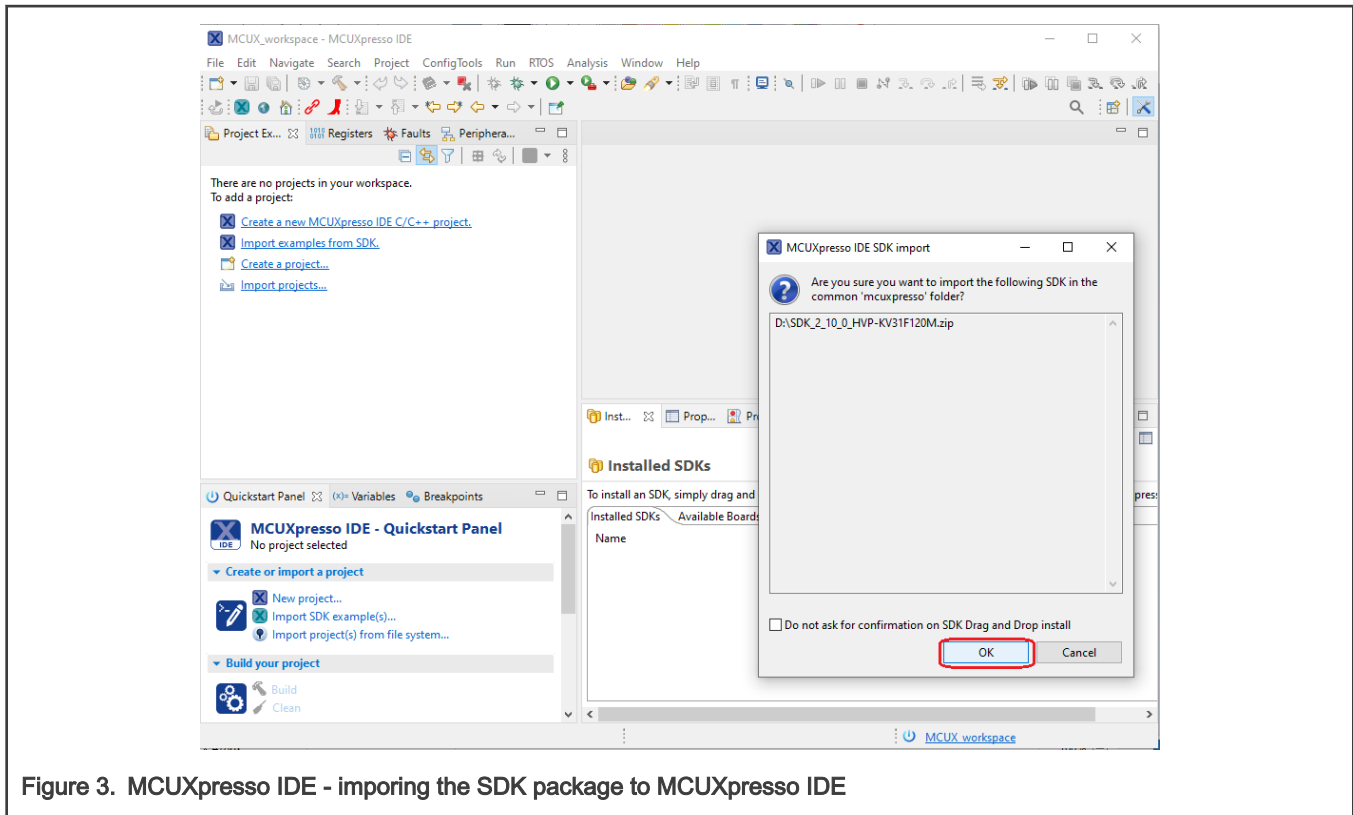 MCUX_workspace - MCUXpresso IDE
File Edit Navigate Search Project ConfigTools Run RTOS Analysis Window Help
Project Ex... Registers Faults Periphera...
There are no projects in your workspace.
To add a project:
Create a new MCUXpresso IDE C/C++ project.
Import examples from SDK.
Create a project...
Import projects...
MCUXpresso IDE SDK import
Are you sure you want to import the following SDK in the
common 'mcuxpresso' folder?
D:\SDK_2_10_0_HVP-KV31F120M.zip
Do not ask for confirmation on SDK Drag and Drop install
OK Cancel
Inst... Prop... Pr
Installed SDKs
To install an SDK, simply drag and
Installed SDKs Available Boards
Name
Quickstart Panel (x)= Variables Breakpoints
IDE
MCUXpresso IDE - Quickstart Panel
No project selected
Create or import a project
New project...
Import SDK example(s)...
Import project(s) from file system...
Build your project
Build
Clean
MCUX_workspace
Figure 3. MCUXpresso IDE - imporing the SDK package to MCUXpresso IDE